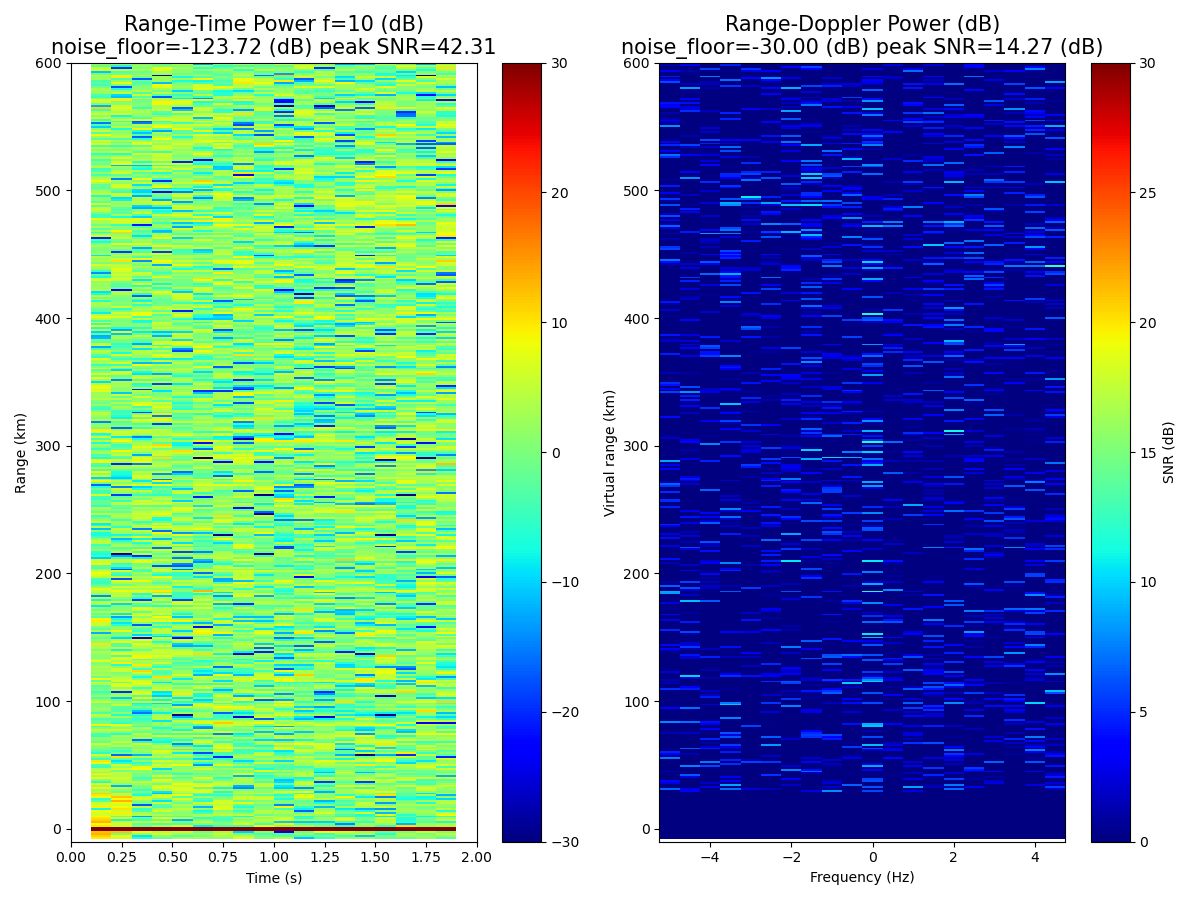 Range-Time Power f=10 (dB)
noise_floor=-123.72 (dB) peak SNR=42.31
Range-Doppler Power (dB)
noise_floor=-30.00 (dB) peak SNR=14.27 (dB)
Range (km)
600
500
400
300
200
100
0
0.00 0.25 0.50 0.75 1.00 1.25 1.50 1.75 2.00
Time (s)
30
20
10
0
−10
−20
−30
Virtual range (km)
600
500
400
300
200
100
0
−4 −2 0 2 4
Frequency (Hz)
30
25
20
15
10
5
0
SNR (dB)